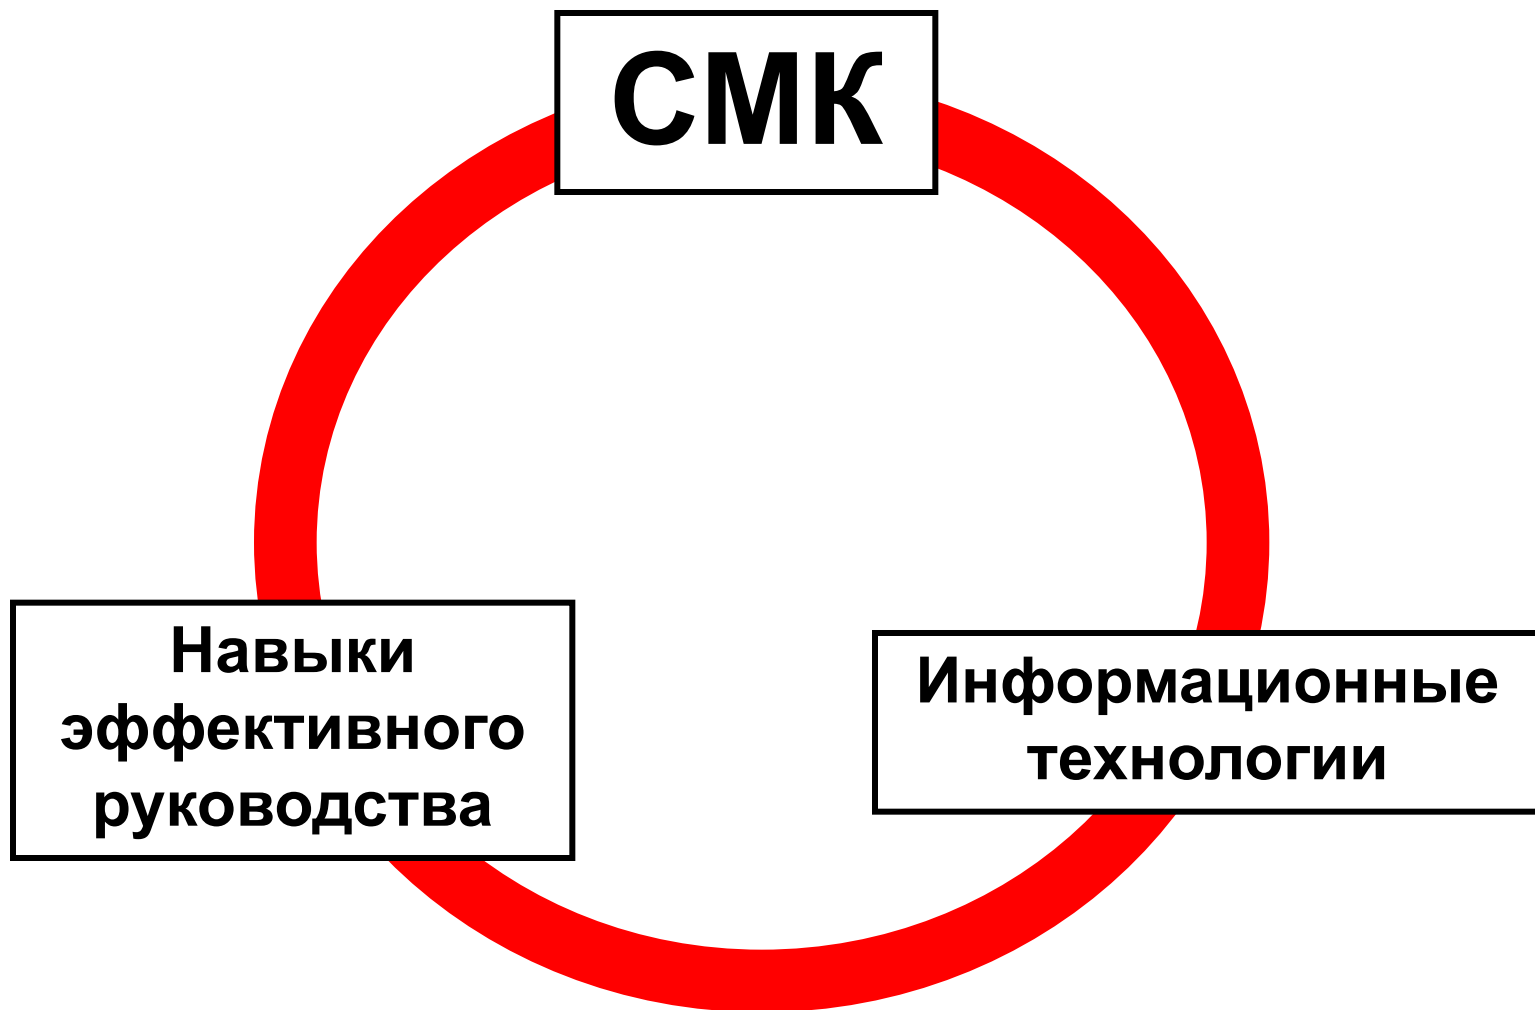 СМК
Навыки
эффективного
руководства
Информационные
технологии